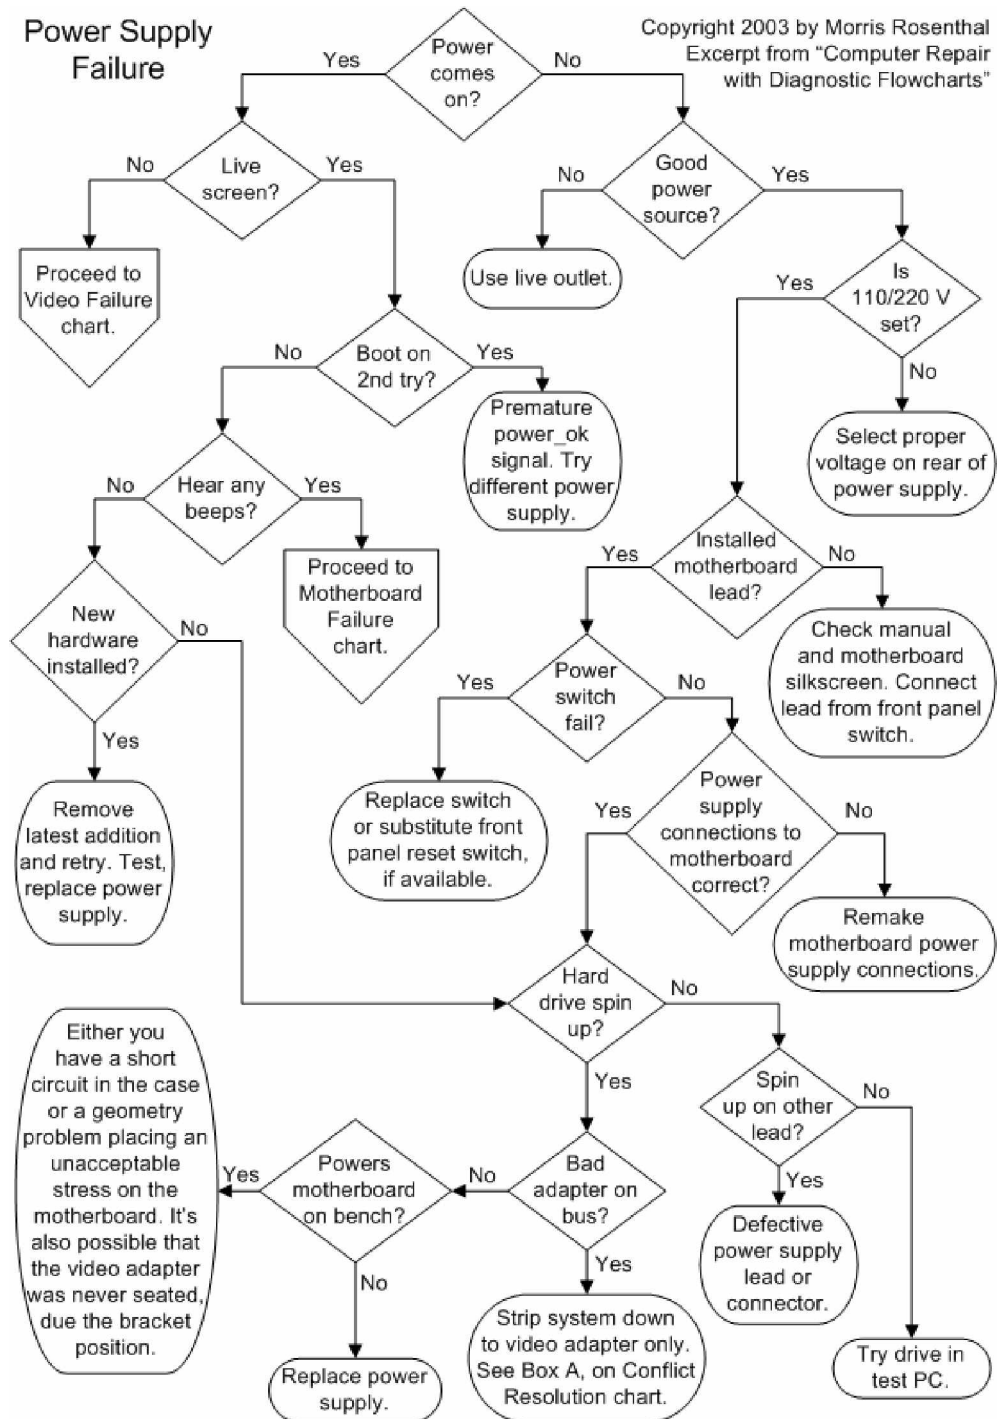 Power Supply
Failure
Copyright 2003 by Morris Rosenthal
Excerpt from “Computer Repair
with Diagnostic Flowcharts”
Power
comes
on?
Yes
No
Live
screen?
No
Yes
Good
power
source?
No
Yes
Proceed to
Video Failure
chart.
Use live outlet.
Is
110/220 V
set?
Yes
No
Boot on
2nd try?
No
Yes
Premature
power_ok
signal. Try
different power
supply.
Select proper
voltage on rear of
power supply.
Hear any
beeps?
No
Yes
Installed
motherboard
lead?
Yes
No
Proceed to
Motherboard
Failure
chart.
New
hardware
installed?
No
Yes
Check manual
and motherboard
silkscreen. Connect
lead from front panel
switch.
Power
switch
fail?
Yes
No
Remove
latest addition
and retry. Test,
replace power
supply.
Replace switch
or substitute front
panel reset switch,
if available.
Power
supply
connections to
motherboard
correct?
Yes
No
Remake
motherboard power
supply connections.
Hard
drive spin
up?
No
Yes
Either you
have a short
circuit in the case
or a geometry
problem placing an
unacceptable
stress on the
motherboard. It's
also possible that
the video adapter
was never seated,
due the bracket
position.
Spin
up on other
lead?
No
Yes
Powers
motherboard
on bench?
Yes
No
Bad
adapter on
bus?
No
Yes
Defective
power supply
lead or
connector.
Strip system down
to video adapter only.
See Box A, on Conflict
Resolution chart.
Try drive in
test PC.
Replace power
supply.